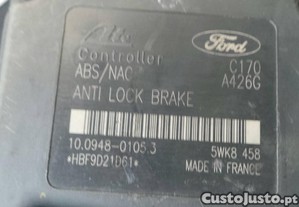 Ate
Ford
Controller
C170
ABS/NAC
A426G
ANTI LOCK BRAKE
10.0948-0105.3
5WK8 458
*HBF9D21D61*
MADE IN FRANCE
CustoJusto.pt